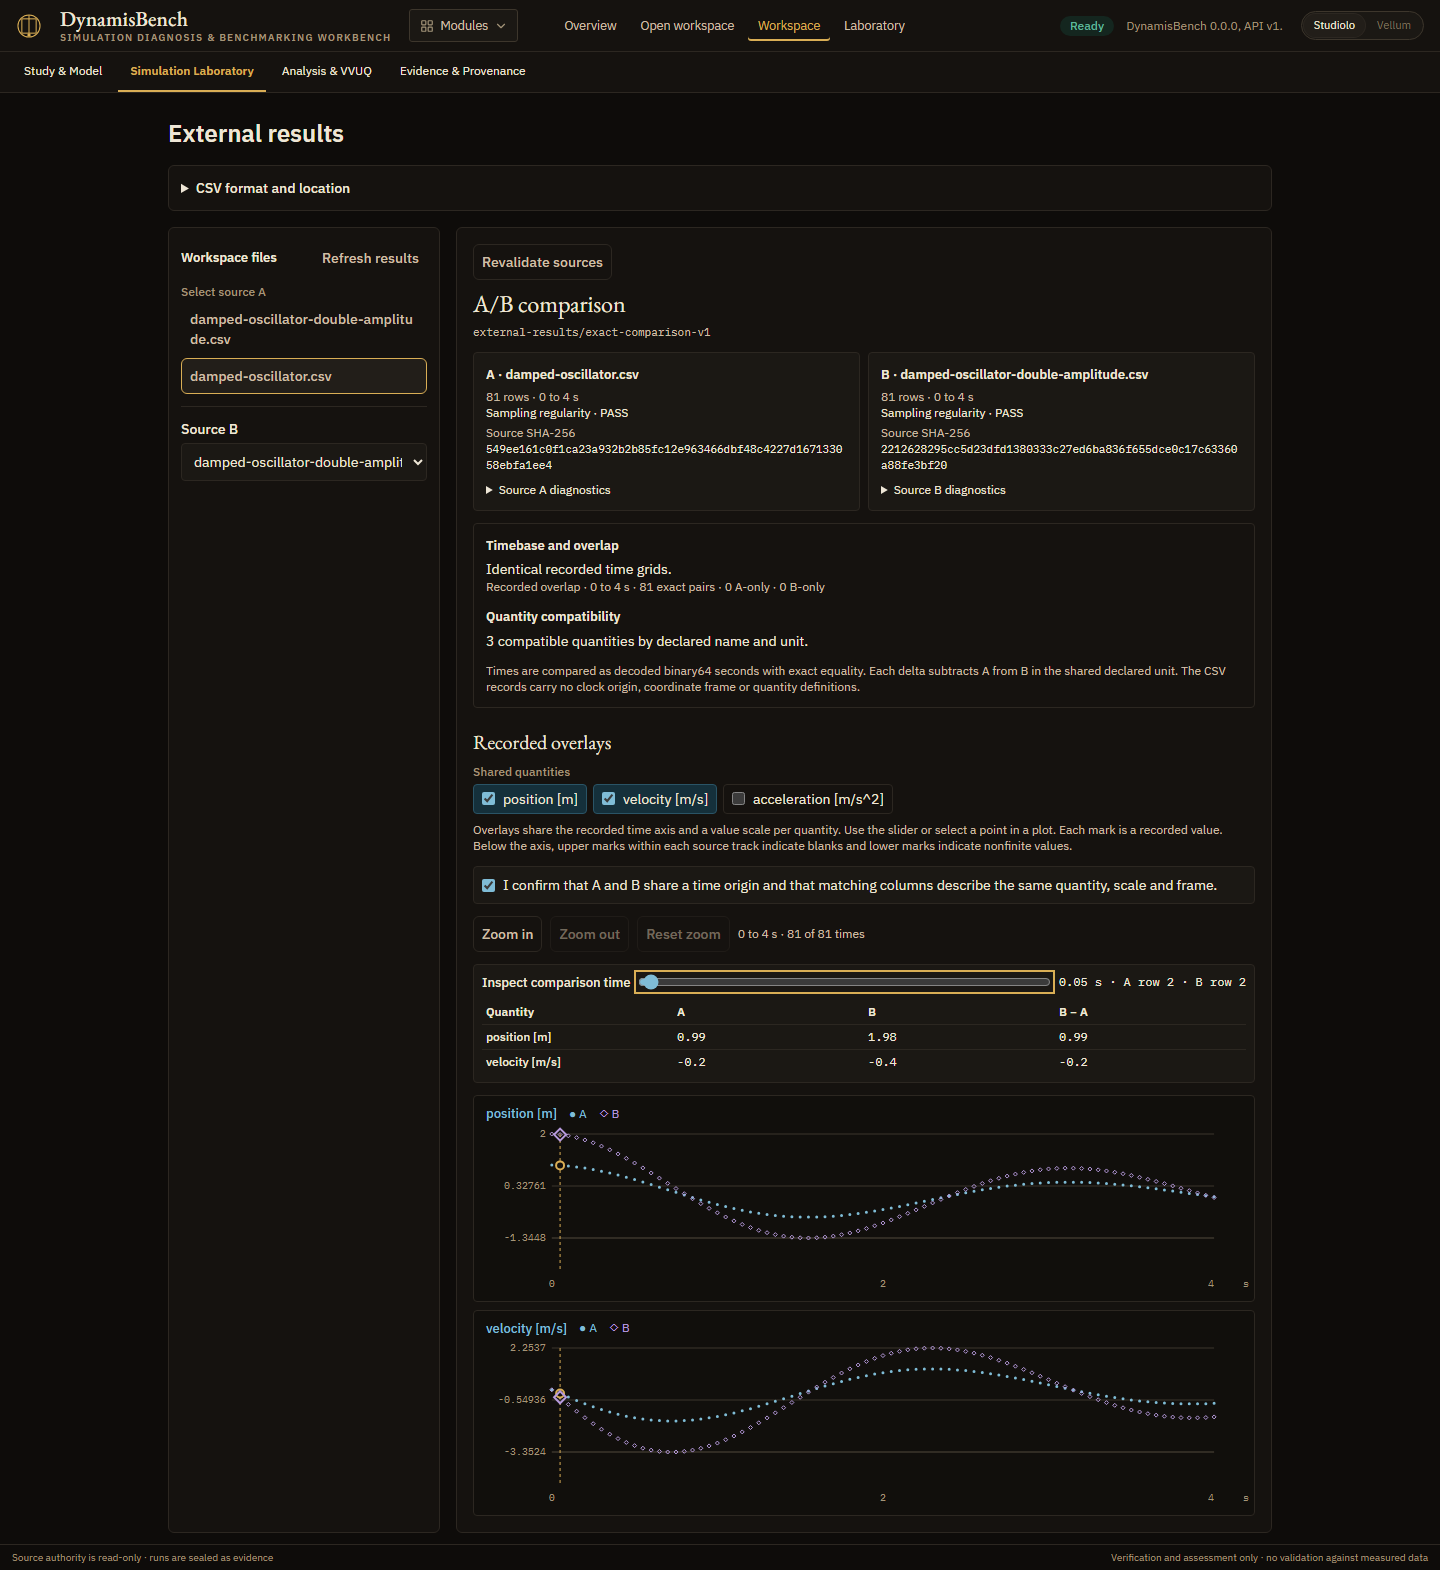 DynamisBench
SIMULATION DIAGNOSIS & BENCHMARKING WORKBENCH
Modules
Overview
Open workspace
Workspace
Laboratory
Ready
DynamisBench 0.0.0, API v1.
Studiolo
Vellum
Study & Model
Simulation Laboratory
Analysis & VVUQ
Evidence & Provenance
External results
CSV format and location
Workspace files
Refresh results
Select source A
damped-oscillator-double-amplitu
de.csv
damped-oscillator.csv
Source B
damped-oscillator-double-amplit
Revalidate sources
A/B comparison
external-results/exact-comparison-v1
A · damped-oscillator.csv
81 rows · 0 to 4 s
Sampling regularity · PASS
Source SHA-256
549ee161c0f1ca23a932b2b85fc12e963466dbf48c4227d1671330
58ebfa1ee4
Source A diagnostics
B · damped-oscillator-double-amplitude.csv
81 rows · 0 to 4 s
Sampling regularity · PASS
Source SHA-256
2212628295cc5d23dfd1380333c27ed6ba836f655dce0c17c63360
a88fe3bf20
Source B diagnostics
Timebase and overlap
Identical recorded time grids.
Recorded overlap · 0 to 4 s · 81 exact pairs · 0 A-only · 0 B-only
Quantity compatibility
3 compatible quantities by declared name and unit.
Times are compared as decoded binary64 seconds with exact equality. Each delta subtracts A from B in the shared declared unit. The CSV
records carry no clock origin, coordinate frame or quantity definitions.
Recorded overlays
Shared quantities
position [m]
velocity [m/s]
acceleration [m/s^2]
Overlays share the recorded time axis and a value scale per quantity. Use the slider or select a point in a plot. Each mark is a recorded value.
Below the axis, upper marks within each source track indicate blanks and lower marks indicate nonfinite values.
I confirm that A and B share a time origin and that matching columns describe the same quantity, scale and frame.
Zoom in
Zoom out
Reset zoom
0 to 4 s · 81 of 81 times
Inspect comparison time
0.05 s · A row 2 · B row 2
Quantity A B B – A
position [m] 0.99 1.98 0.99
velocity [m/s] -0.2 -0.4 -0.2
position [m] A B
2
0.32761
-1.3448
0 2 4 s
velocity [m/s] A B
2.2537
-0.54936
-3.3524
0 2 4 s
Source authority is read-only · runs are sealed as evidence
Verification and assessment only · no validation against measured data